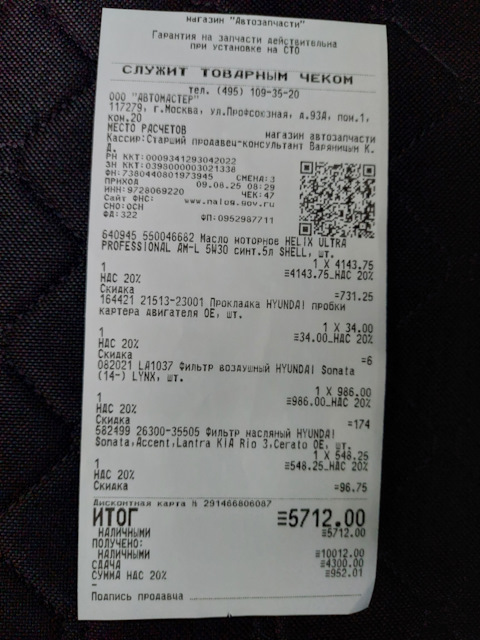 магазин "Автозапчасти"
Гарантия на запчасти действительна
при установке на СТО
СЛУЖИТ ТОВАРНЫМ ЧЕКОМ
тел. (495) 109-35-20
ООО "АВТОМАСТЕР"
117279, г.Москва, ул.Профсоюзная, д.93А, пом.1,
ком.20
МЕСТО РАСЧЕТОВ магазин автозапчасти
Кассир:Старший продавец-консультант Варяницын К.
Д.
РН ККТ:0009341293042022
ЗН ККТ:0398000003021338
ФН:7380440801973945 СМЕНА:3
ПРИХОД 09.08.25 08:29
ИНН:9728069220 ЧЕК:47
Сайт ФНС: www.nalog.gov.ru
СНО:ОСН
ФД:322 ФП:0952987711
640945 550046682 Масло моторное HELIX ULTRA
PROFESSIONAL AM-L 5W30 синт.5л SHELL, шт.
1 X 4143.75
1 ≡4143.75_НДС 20%
НДС 20%
Скидка =731.25
164421 21513-23001 Прокладка HYUNDAI пробки
картера двигателя OE, шт.
1 X 34.00
1 ≡34.00_НДС 20%
НДС 20%
Скидка =6
082021 LA1037 Фильтр воздушный HYUNDAI Sonata
(14-) LYNX, шт.
1 X 986.00
1 ≡986.00_НДС 20%
НДС 20%
Скидка =174
582499 26300-35505 Фильтр масляный HYUNDAI
Sonata,Accent,Lantra KIA Rio 3,Cerato OE, шт.
1 X 548.25
1 ≡548.25_НДС 20%
НДС 20%
Скидка =96.75
Дисконтная карта N 291466806087
ИТОГ ≡5712.00
НАЛИЧНЫМИ ≡5712.00
ПОЛУЧЕНО:
НАЛИЧНЫМИ ≡10012.00
СДАЧА ≡4300.00
СУММА НДС 20% ≡952.01
Подпись продавца